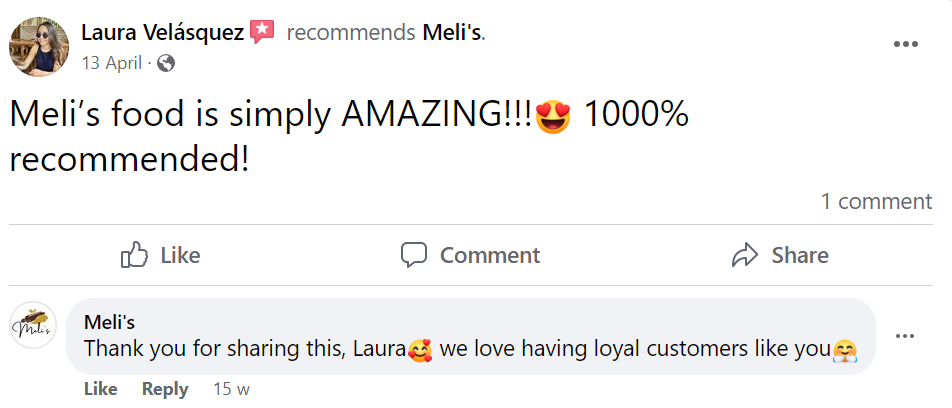 Laura Velásquez recommends Meli's.
13 April ·
Meli’s food is simply AMAZING!!!😍 1000%
recommended!
1 comment
Like Comment Share
Meli's
Meli's
Thank you for sharing this, Laura🥰 we love having loyal customers like you🤗
Like Reply 15 w